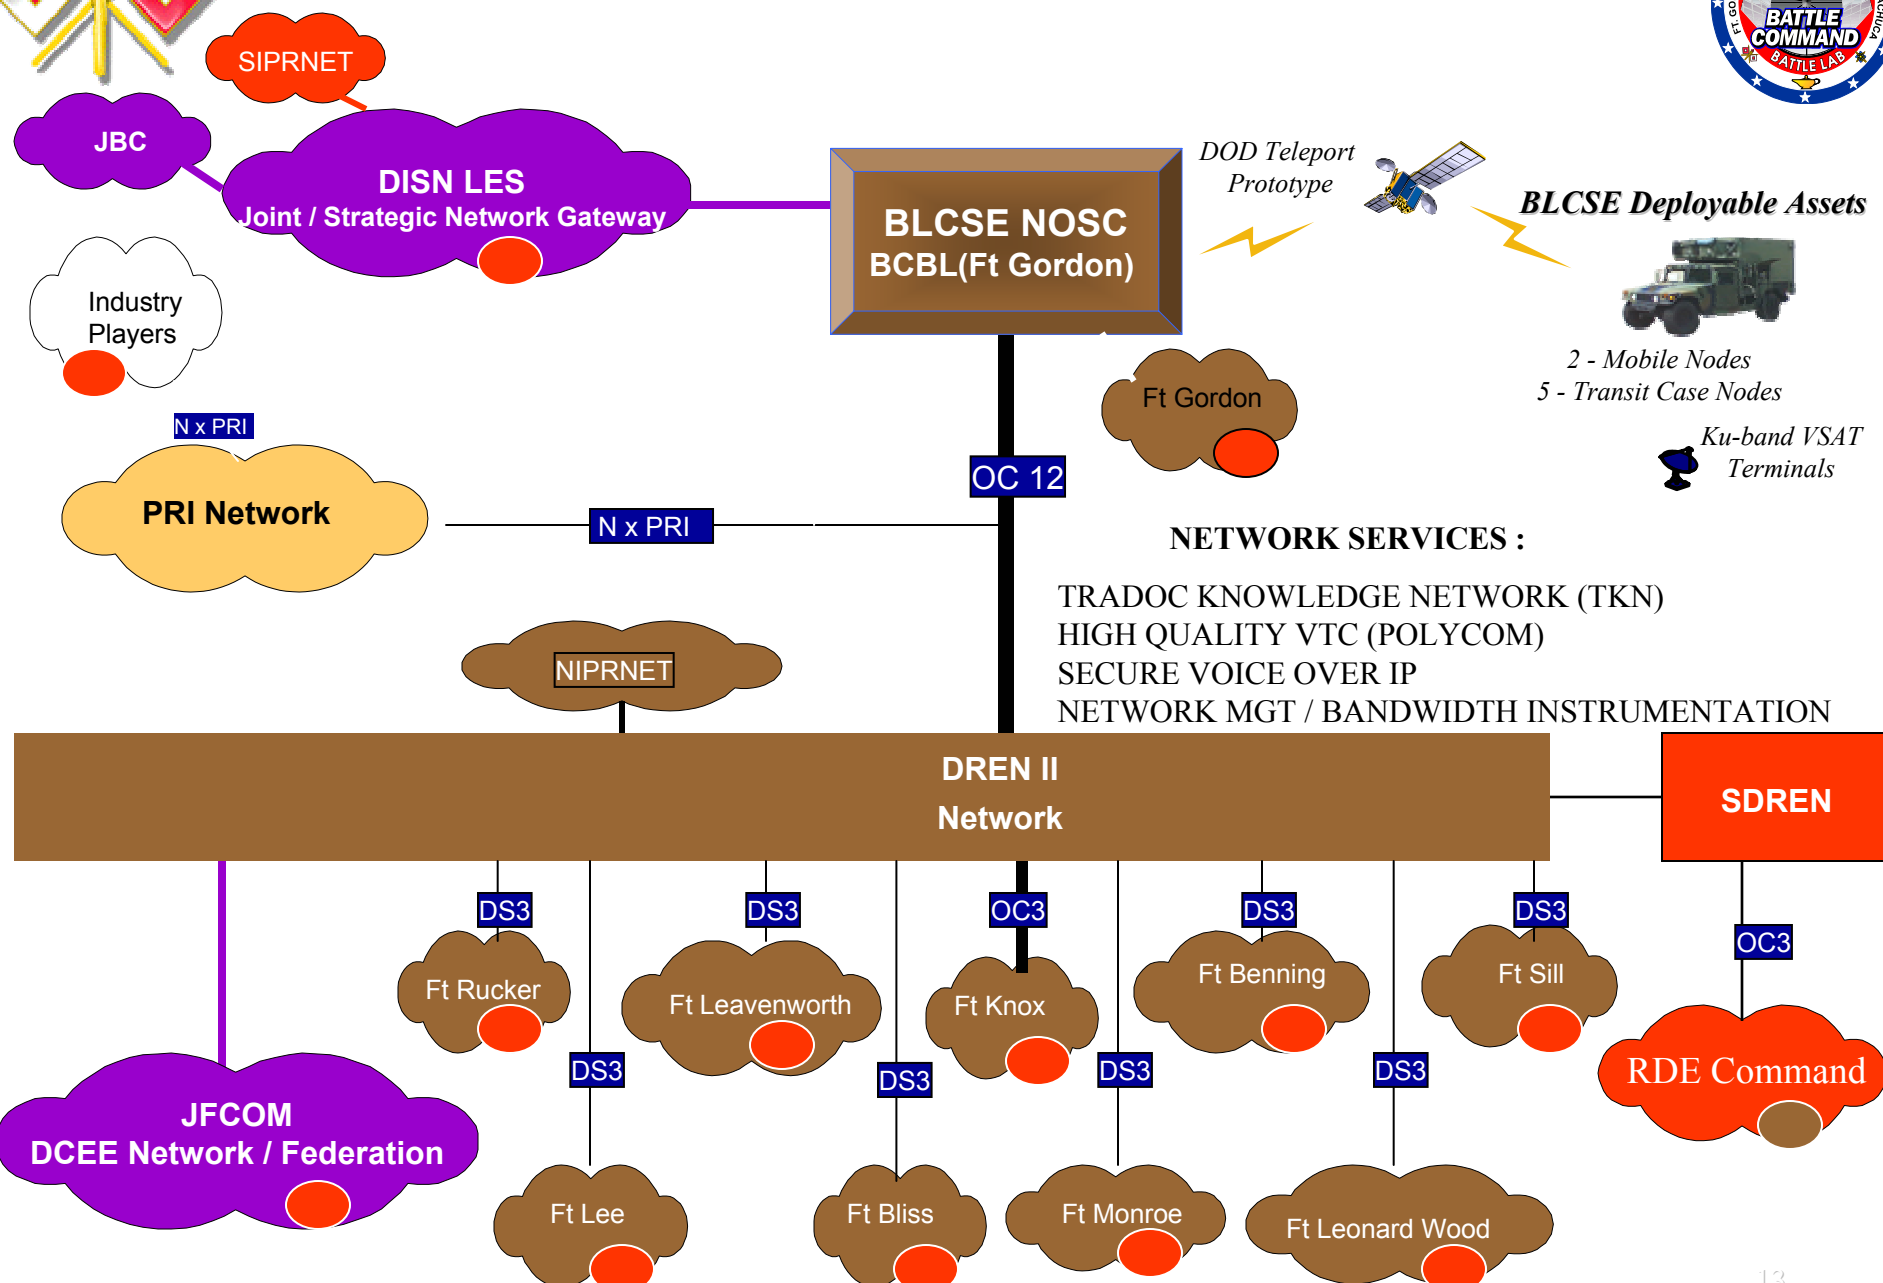 SIPRNET
JBC
DISN LES
Joint / Strategic Network Gateway
BLCSE NOSC
BCBL(Ft Gordon)
DOD Teleport
Prototype
BATTLE
COMMAND
BATTLE LAB
BLCSE Deployable Assets
Industry
Players
2 - Mobile Nodes
5 - Transit Case Nodes
Ft Gordon
Ku-band VSAT
Terminals
N x PRI
PRI Network
N x PRI
OC 12
NETWORK SERVICES :
TRADOC KNOWLEDGE NETWORK (TKN)
HIGH QUALITY VTC (POLYCOM)
SECURE VOICE OVER IP
NETWORK MGT / BANDWIDTH INSTRUMENTATION
NIPRNET
DREN II
Network
SDREN
DS3
DS3
OC3
DS3
DS3
OC3
Ft Rucker
Ft Leavenworth
Ft Knox
Ft Benning
Ft Sill
DS3
DS3
DS3
DS3
RDE Command
JFCOM
DCEE Network / Federation
Ft Lee
Ft Bliss
Ft Monroe
Ft Leonard Wood
13